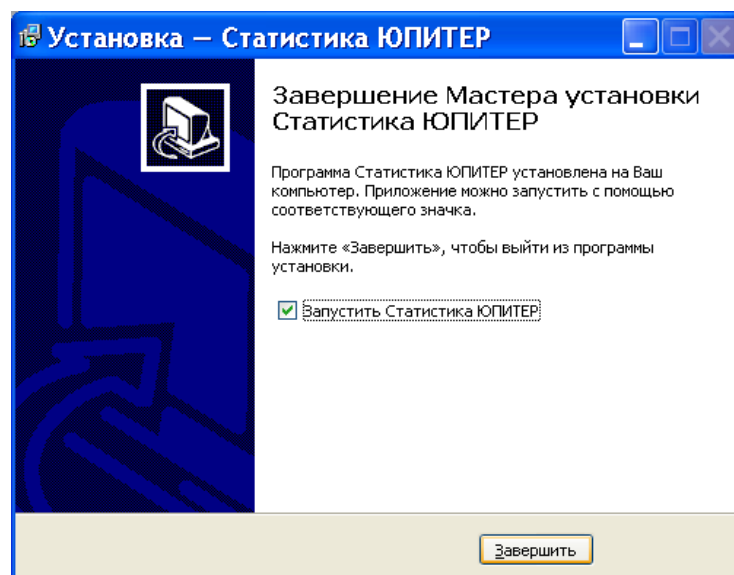 Установка — Статистика ЮПИТЕР
Завершение Мастера установки
Статистика ЮПИТЕР
Программа Статистика ЮПИТЕР установлена на Ваш
компьютер. Приложение можно запустить с помощью
соответствующего значка.
Нажмите «Завершить», чтобы выйти из программы
установки.
Запустить Статистика ЮПИТЕР
Завершить